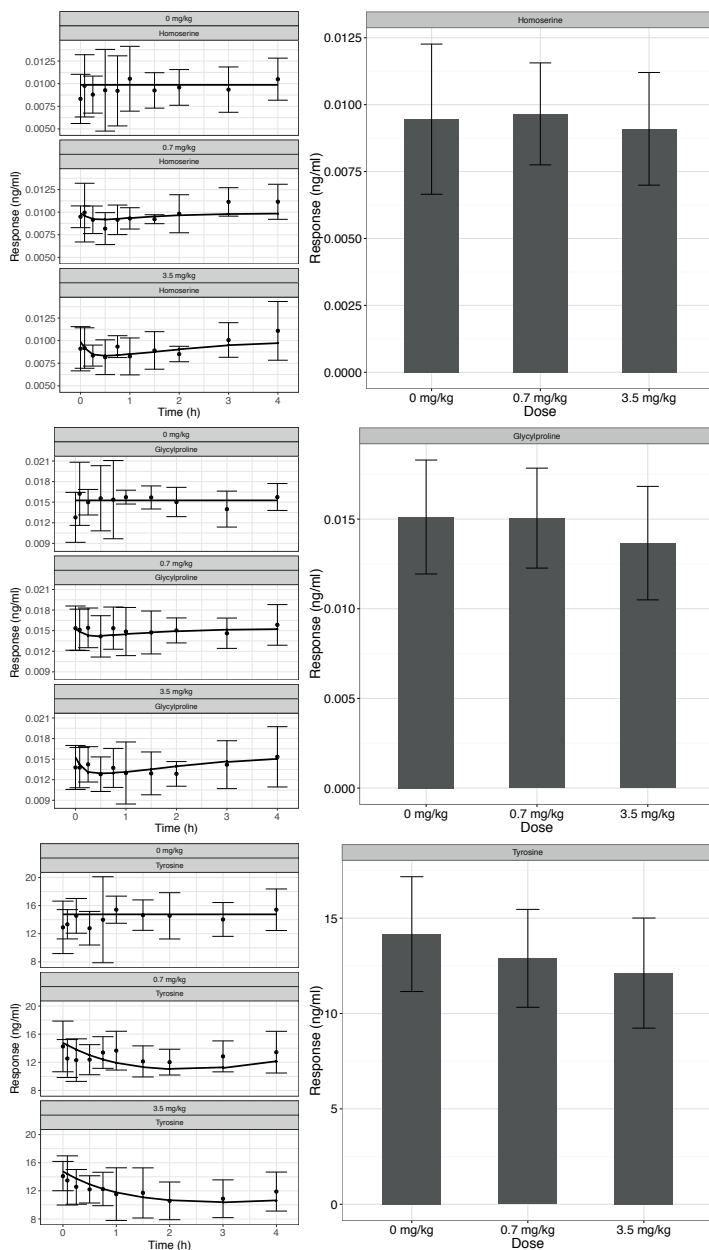 0 mg/kg
Homoserine
0.0125
0.0100
0.0075
0.0050
0.7 mg/kg
Homoserine
0.0125
0.0100
0.0075
0.0050
3.5 mg/kg
Homoserine
0.0125
0.0100
0.0075
0.0050
0 1 2 3 4
Time (h)
Response (ng/ml)
Homoserine
0.0125
0.0100
0.0075
0.0050
0.0025
0.0000
0 mg/kg 0.7 mg/kg 3.5 mg/kg
Dose
Response (ng/ml)
0 mg/kg
Glycylproline
0.021
0.018
0.015
0.012
0.009
0.7 mg/kg
Glycylproline
0.021
0.018
0.015
0.012
0.009
3.5 mg/kg
Glycylproline
0.021
0.018
0.015
0.012
0.009
0 1 2 3 4
Time (h)
Response (ng/ml)
Glycylproline
0.015
0.010
0.005
0.000
0 mg/kg 0.7 mg/kg 3.5 mg/kg
Dose
Response (ng/ml)
0 mg/kg
Tyrosine
20
16
12
8
0.7 mg/kg
Tyrosine
20
16
12
8
3.5 mg/kg
Tyrosine
20
16
12
8
0 1 2 3 4
Time (h)
Response (ng/ml)
Tyrosine
15
10
5
0
0 mg/kg 0.7 mg/kg 3.5 mg/kg
Dose
Response (ng/ml)